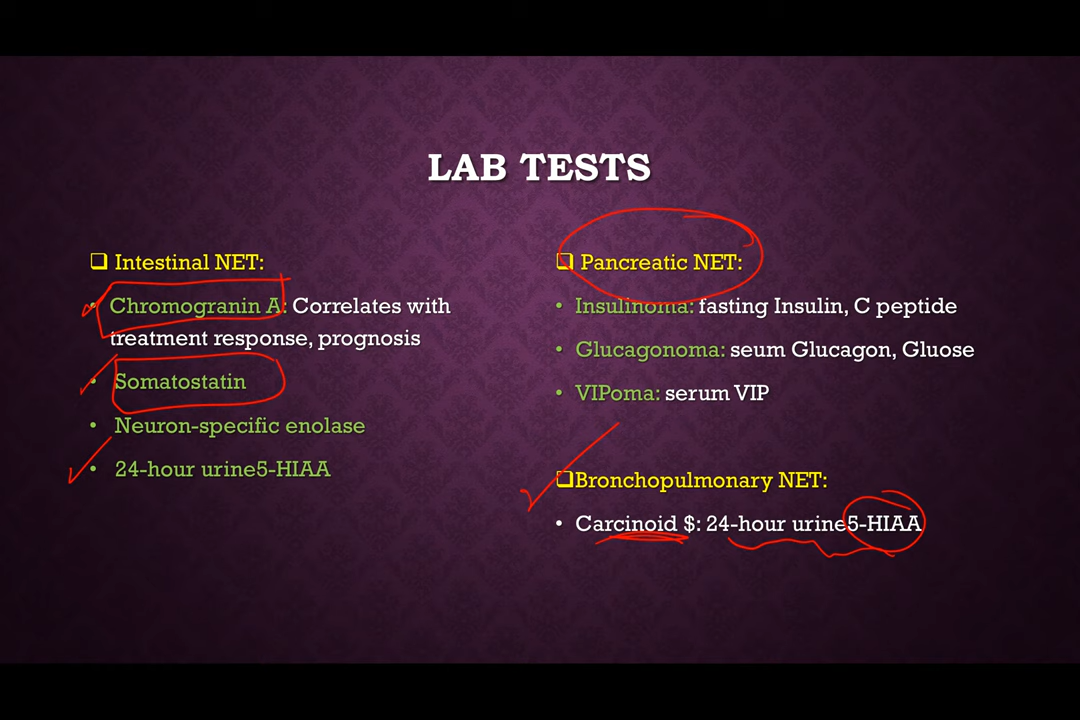 LAB TESTS
❑ Intestinal NET:
• Chromogranin A: Correlates with
treatment response, prognosis
• Somatostatin
• Neuron-specific enolase
• 24-hour urine5-HIAA
❑ Pancreatic NET:
• Insulinoma: fasting Insulin, C peptide
• Glucagonoma: seum Glucagon, Gluose
• VIPoma: serum VIP
❑Bronchopulmonary NET:
• Carcinoid $: 24-hour urine5-HIAA